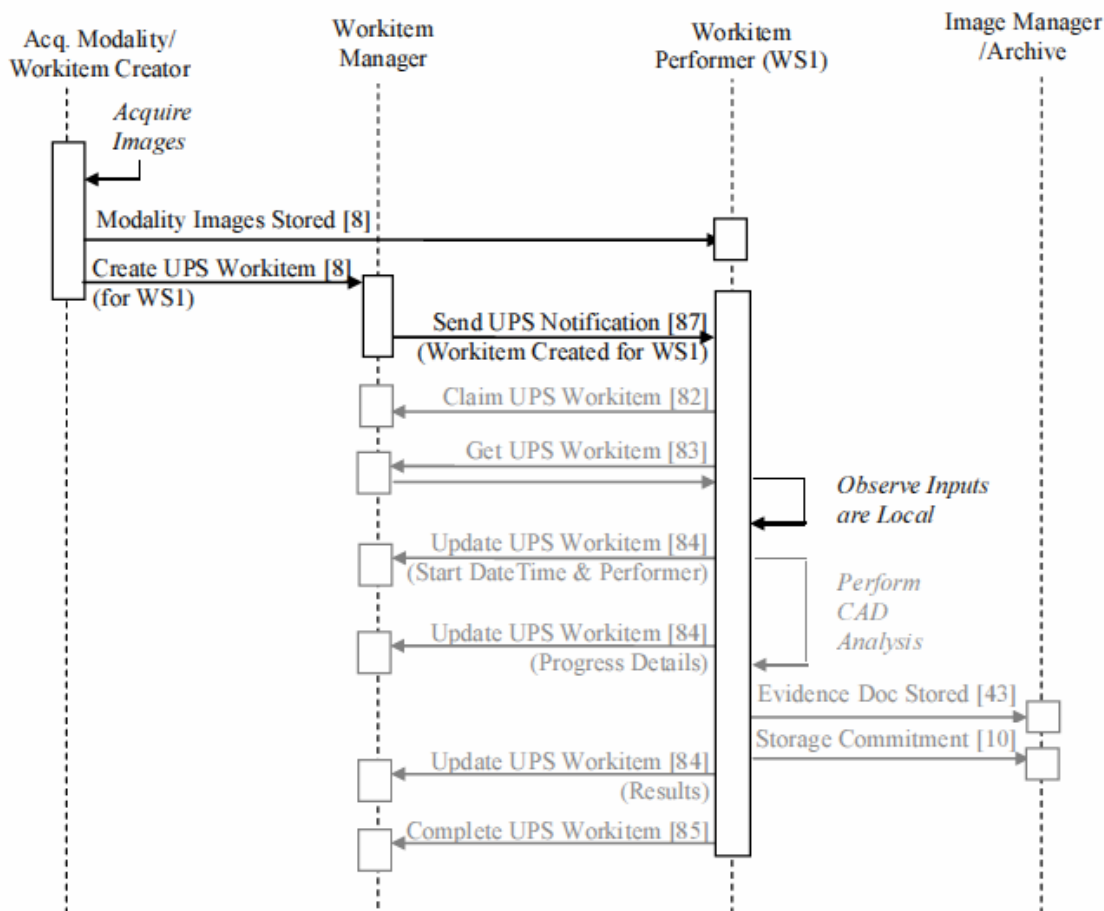 Acq. Modality/
Workitem Creator
Workitem
Manager
Workitem
Performer (WS1)
Image Manager
/Archive
Acquire
Images
Modality Images Stored [8]
Create UPS Workitem [8]
(for WS1)
Send UPS Notification [87]
(Workitem Created for WS1)
Claim UPS Workitem [82]
Get UPS Workitem [83]
Observe Inputs
are Local
Update UPS Workitem [84]
(Start DateTime & Performer)
Perform
CAD
Analysis
Update UPS Workitem [84]
(Progress Details)
Evidence Doc Stored [43]
Storage Commitment [10]
Update UPS Workitem [84]
(Results)
Complete UPS Workitem [85]